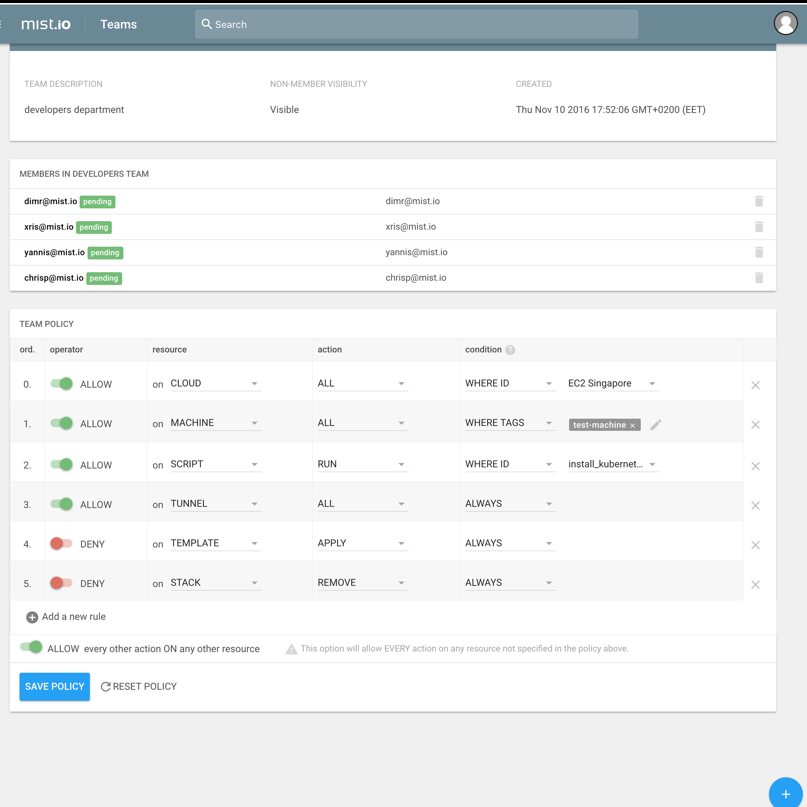 mist.io Teams Search
TEAM DESCRIPTION NON-MEMBER VISIBILITY CREATED
developers department Visible Thu Nov 10 2016 17:52:06 GMT+0200 (EET)
MEMBERS IN DEVELOPERS TEAM
dimr@mist.io pending dimr@mist.io
xris@mist.io pending xris@mist.io
yannis@mist.io pending yannis@mist.io
chrisp@mist.io pending chrisp@mist.io
TEAM POLICY
ord. operator resource action condition ?
0. ALLOW on CLOUD ALL WHERE ID EC2 Singapore
1. ALLOW on MACHINE ALL WHERE TAGS test-machine ×
2. ALLOW on SCRIPT RUN WHERE ID install_kubernet...
3. ALLOW on TUNNEL ALL ALWAYS
4. DENY on TEMPLATE APPLY ALWAYS
5. DENY on STACK REMOVE ALWAYS
Add a new rule
ALLOW every other action ON any other resource This option will allow EVERY action on any resource not specified in the policy above.
SAVE POLICY RESET POLICY